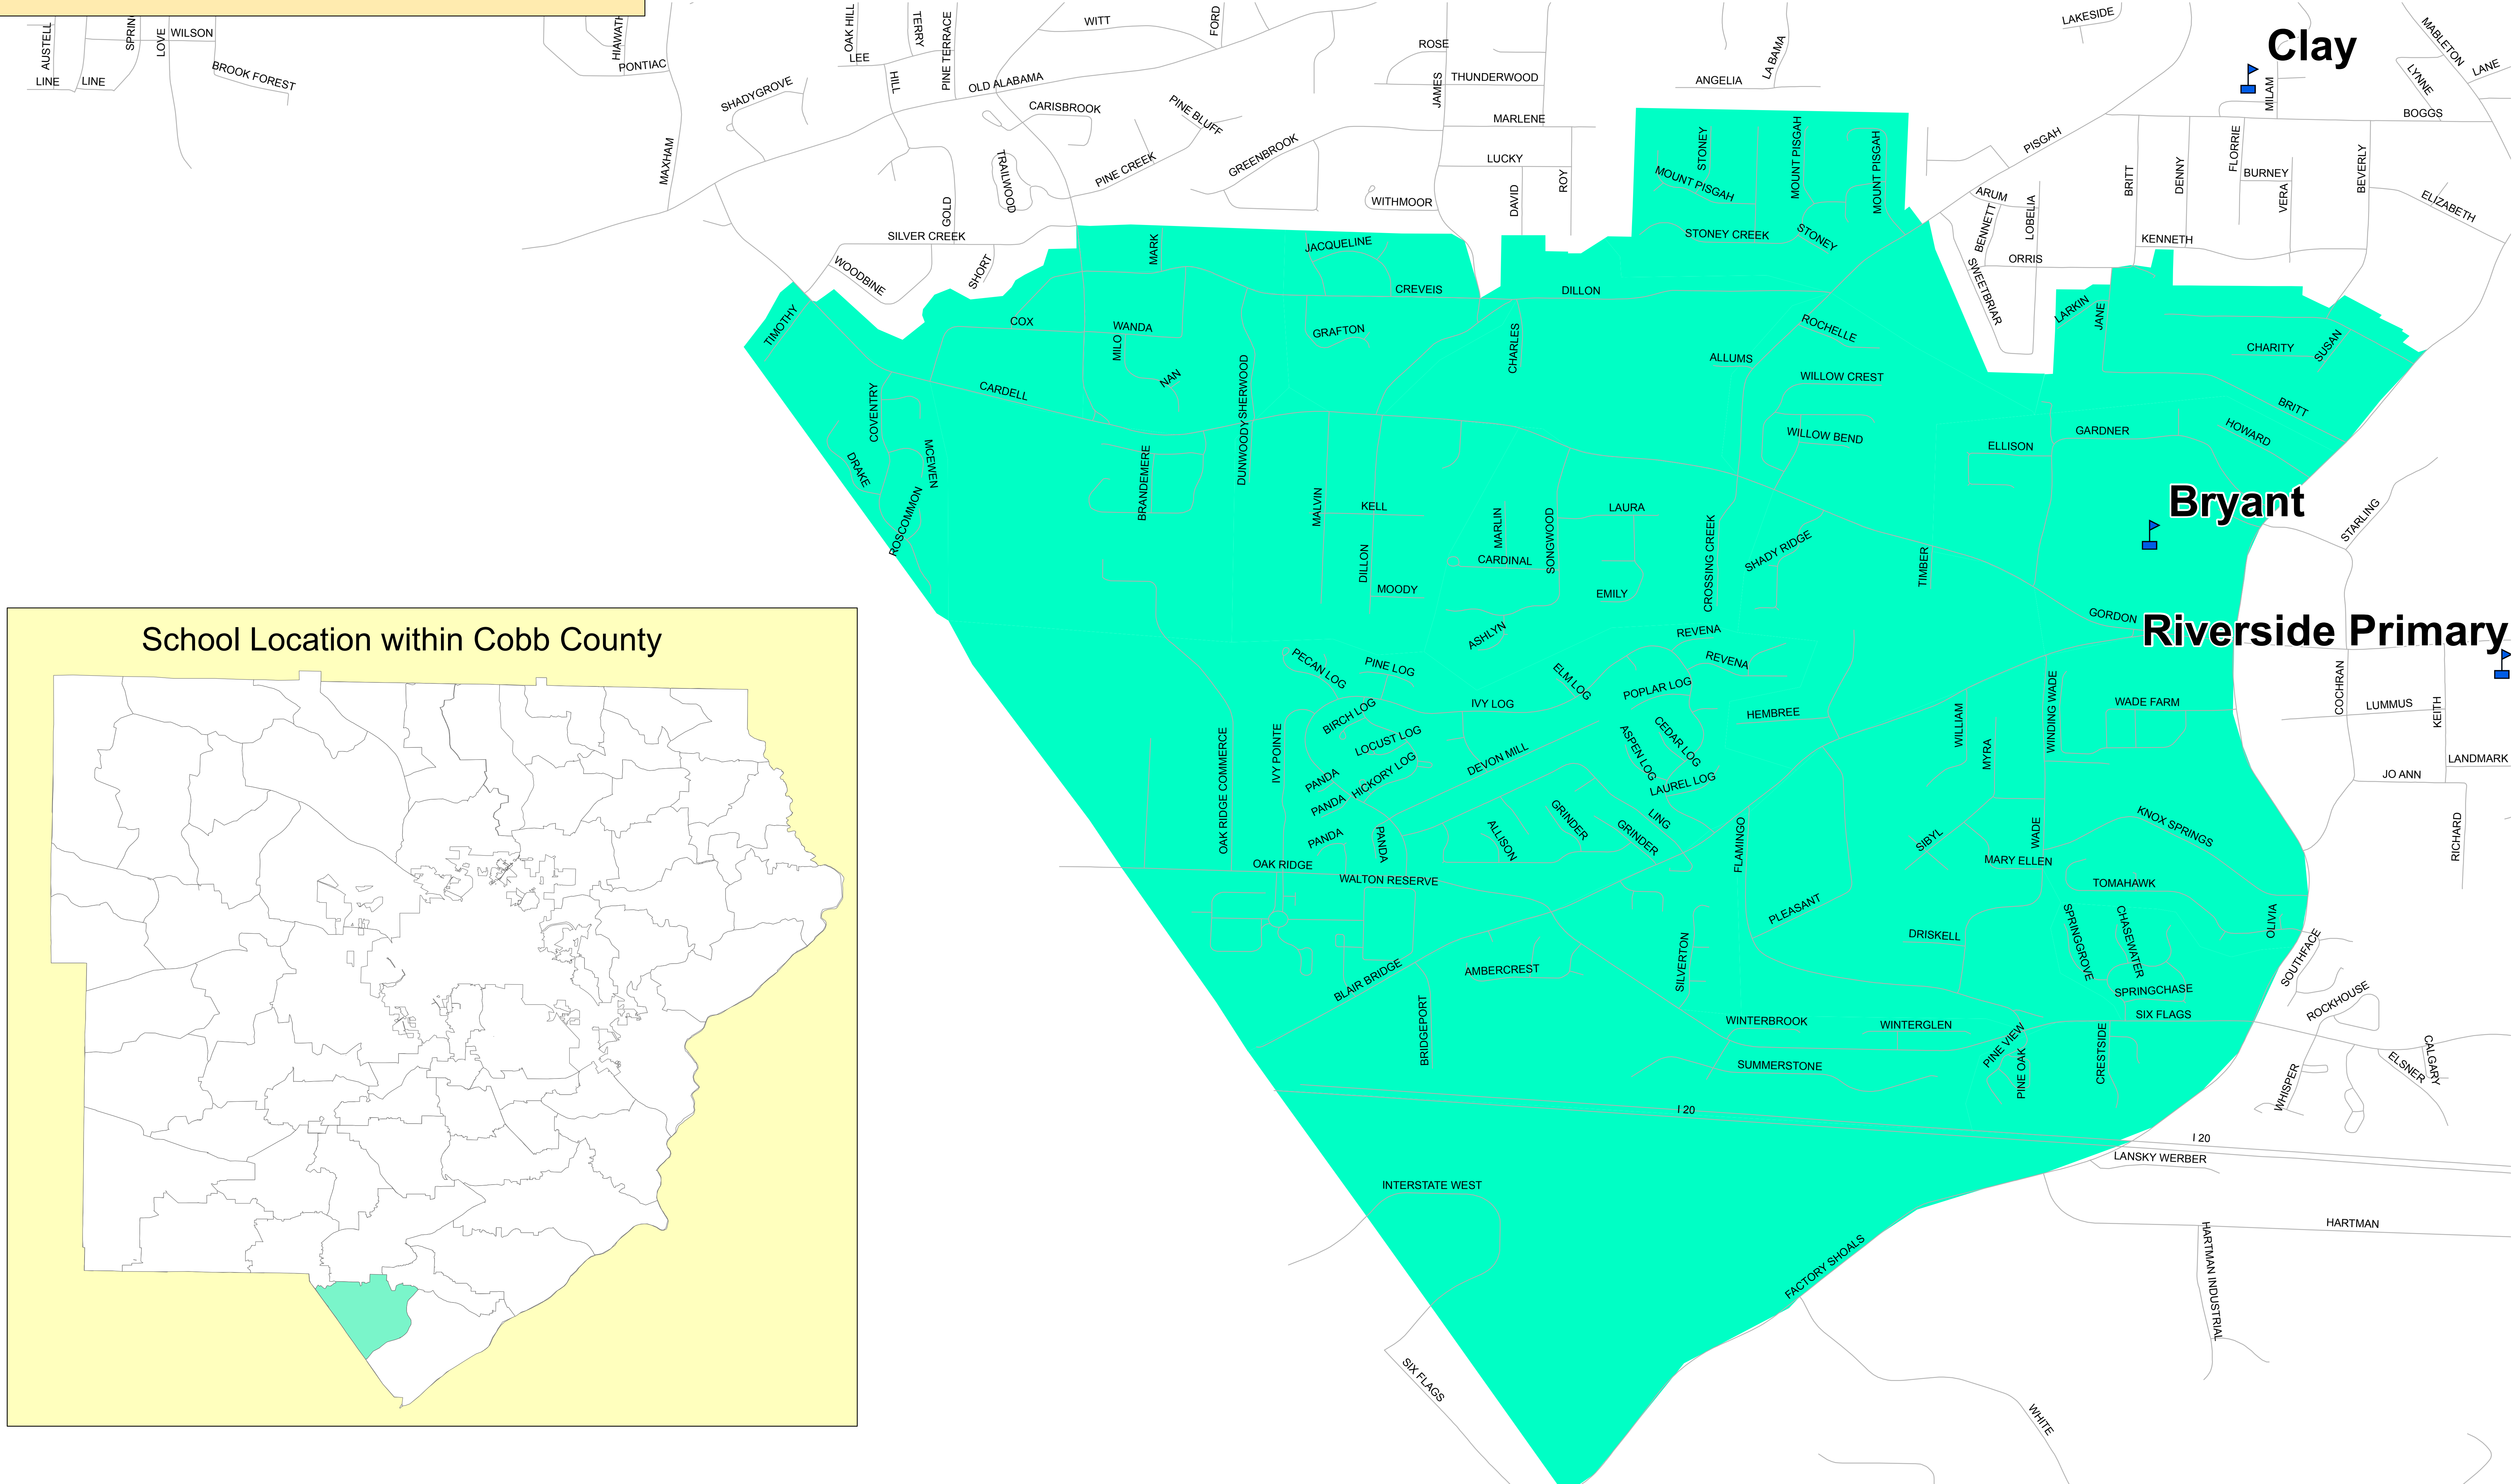 AUSTELL
SPRING
LOVE
WILSON
HIAWATH
LINE
LINE
BROOK FOREST
PONTIAC
MAXHAM
OAK HILL
TERRY
PINE TERRACE
LEE
HILL
WITT
FORD
OLD ALABAMA
SHADYGROVE
CARISBROOK
PINE BLUFF
TRAILWOOD
PINE CREEK
GREENBROOK
GOLD
SILVER CREEK
WOODBINE
SHORT
ROSE
JAMES
THUNDERWOOD
MARLENE
LUCKY
DAVID
ROY
WITHMOOR
ANGELIA
LA BAMA
LAKESIDE
Clay
MILAM
MABLETON
LYNNE
LANE
BOGGS
PISGAH
BRITT
DENNY
FLORRIE
BURNEY
VERA
BEVERLY
ELIZABETH
ARUM
BENNETT
LOBELIA
KENNETH
ORRIS
SWEETBRIAR
STONEY
MOUNT PISGAH
MOUNT PISGAH
MOUNT PISGAH
STONEY CREEK
STONEY
MARK
JACQUELINE
CREVEIS
DILLON
TIMOTHY
COX
WANDA
MILO
NAN
GRAFTON
CHARLES
ROCHELLE
ALLUMS
WILLOW CREST
WILLOW BEND
LARKIN
JANE
CHARITY
SUSAN
BRITT
HOWARD
GARDNER
ELLISON
COVENTRY
CARDELL
DRAKE
MCEWEN
ROSCOMMON
BRANDEMERE
DUNWOODY
SHERWOOD
MALVIN
KELL
DILLON
MOODY
MARLIN
CARDINAL
SONGWOOD
LAURA
EMILY
CROSSING CREEK
SHADY RIDGE
TIMBER
Bryant
STARLING
GORDON
Riverside Primary
ASHLYN
REVENA
REVENA
PECAN LOG
PINE LOG
ELM LOG
POPLAR LOG
IVY LOG
BIRCH LOG
LOCUST LOG
HICKORY LOG
DEVON MILL
ASPEN LOG
CEDAR LOG
LAUREL LOG
HEMBREE
WILLIAM
MYRA
WINDING WADE
WADE FARM
COCHRAN
LUMMUS
KEITH
LANDMARK
JO ANN
RICHARD
OAK RIDGE COMMERCE
IVY POINTE
PANDA
PANDA
PANDA
PANDA
ALLISON
GRINDER
GRINDER
LING
FLAMINGO
SIBYL
WADE
MARY ELLEN
KNOX SPRINGS
TOMAHAWK
OAK RIDGE
WALTON RESERVE
PLEASANT
DRISKELL
SPRINGGROVE
CHASEWATER
OLIVIA
SOUTHFACE
SPRINGCHASE
SIX FLAGS
ROCKHOUSE
BLAIR BRIDGE
AMBERCREST
SILVERTON
BRIDGEPORT
WINTERBROOK
WINTERGLEN
SUMMERSTONE
PINE VIEW
PINE OAK
CRESTSIDE
WHISPER
ELSNER
CALGARY
I 20
I 20
LANSKY WERBER
INTERSTATE WEST
HARTMAN
HARTMAN INDUSTRIAL
FACTORY SHOALS
SIX FLAGS
WHITE
School Location within Cobb County